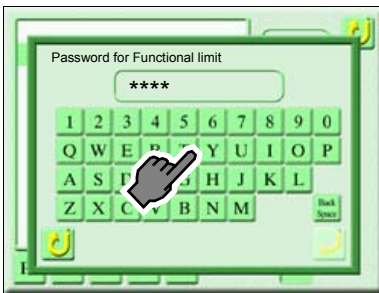 Password for Functional limit
****
1 2 3 4 5 6 7 8 9 0
Q W E R T Y U I O P
A S D G H J K L
Z X C V B N M Back Space